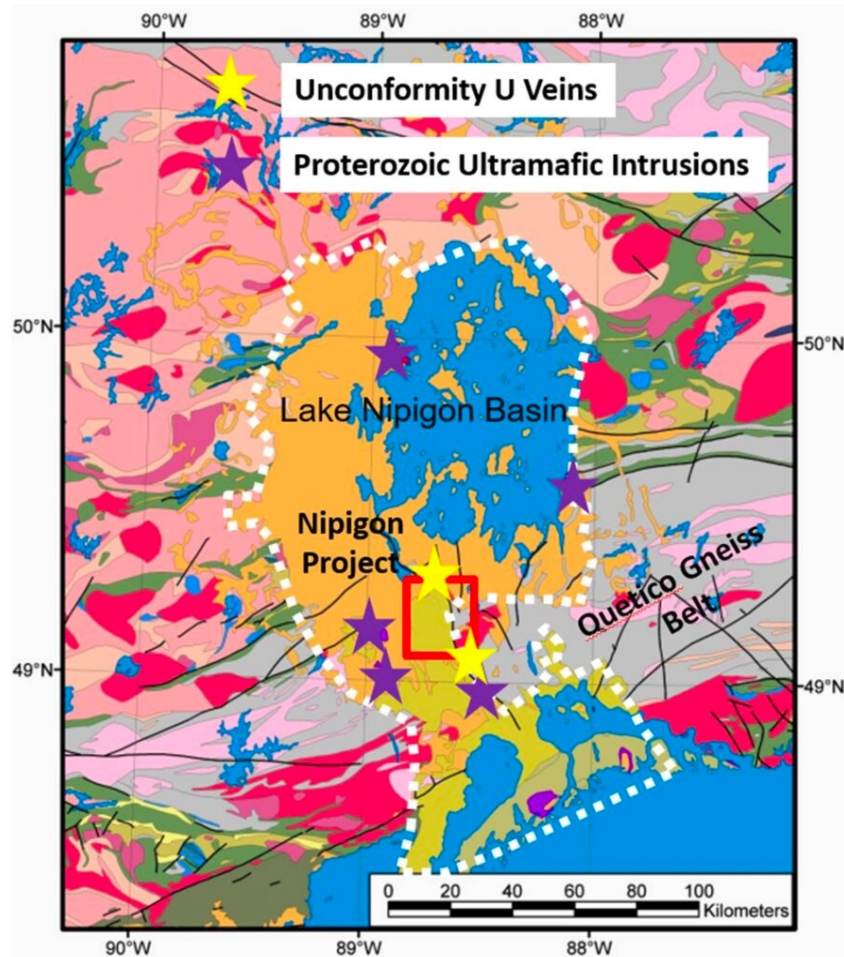 90°W 89°W 88°W
Unconformity U Veins
Proterozoic Ultramafic Intrusions
50°N 50°N
Lake Nipigon Basin
Nipigon
Project
Quetico Gneiss
Belt
49°N 49°N
0 20 40 60 80 100
Kilometers
90°W 89°W 88°W